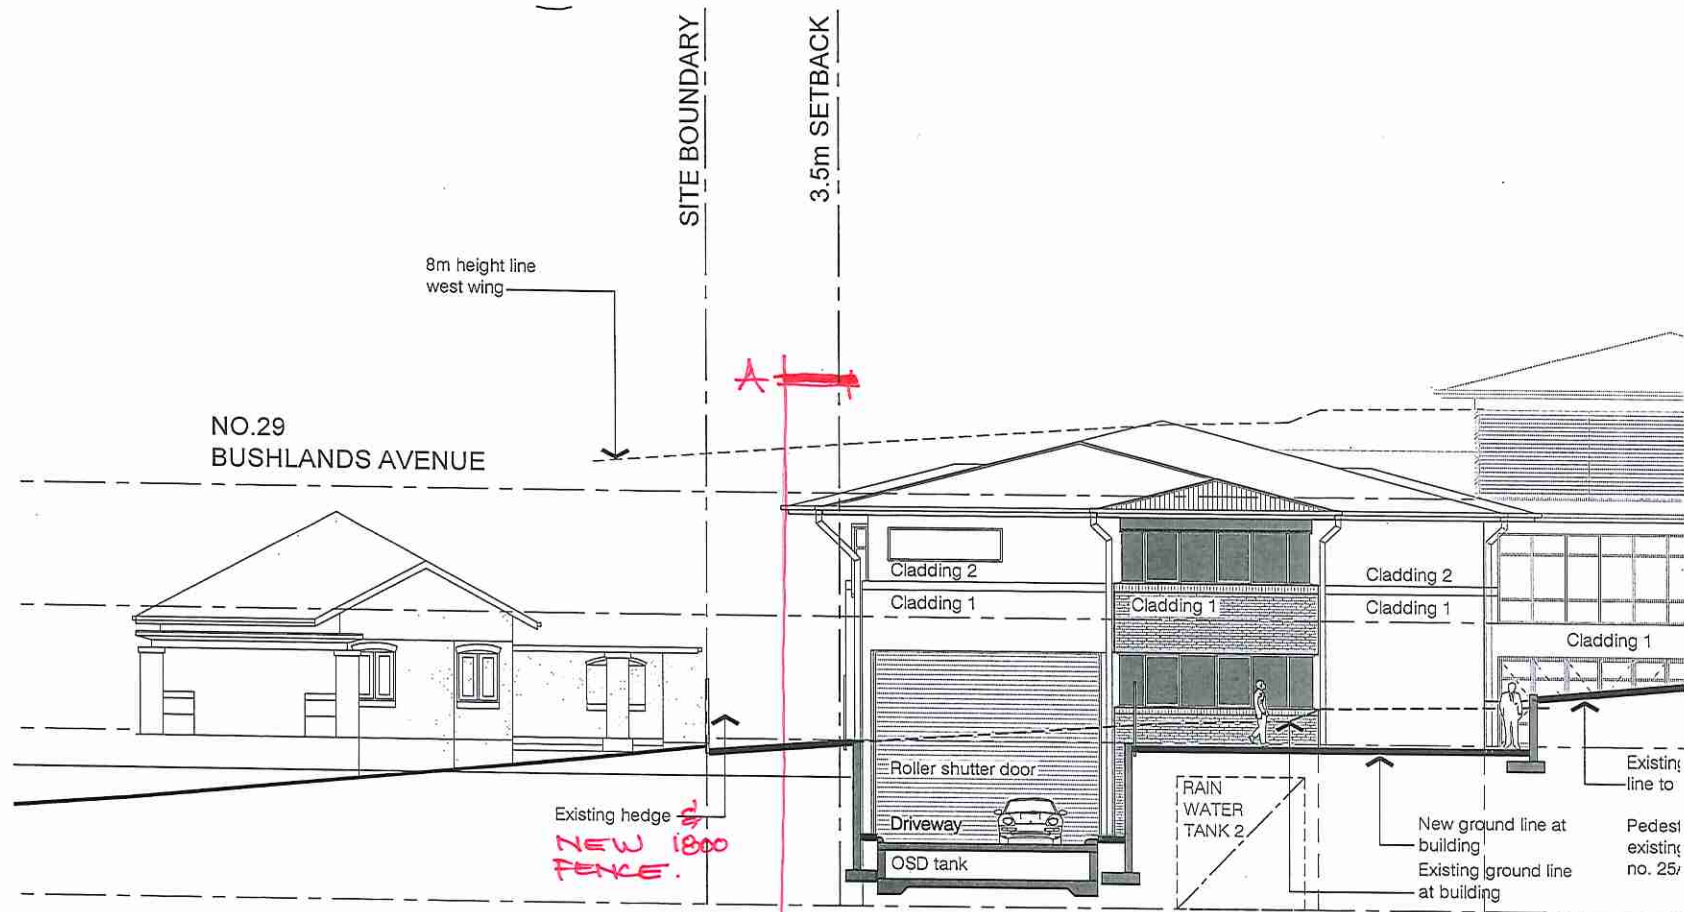 SITE BOUNDARY
3.5m SETBACK
8m height line
west wing
A
NO.29
BUSHLANDS AVENUE
Cladding 2
Cladding 1
Cladding 1
Cladding 2
Cladding 1
Cladding 1
Roller shutter door
Driveway
OSD tank
RAIN
WATER
TANK 2
Existing hedge &
NEW 1800
FENCE.
New ground line at
building
Existing ground line
at building
Existing
line to
existing
no. 25